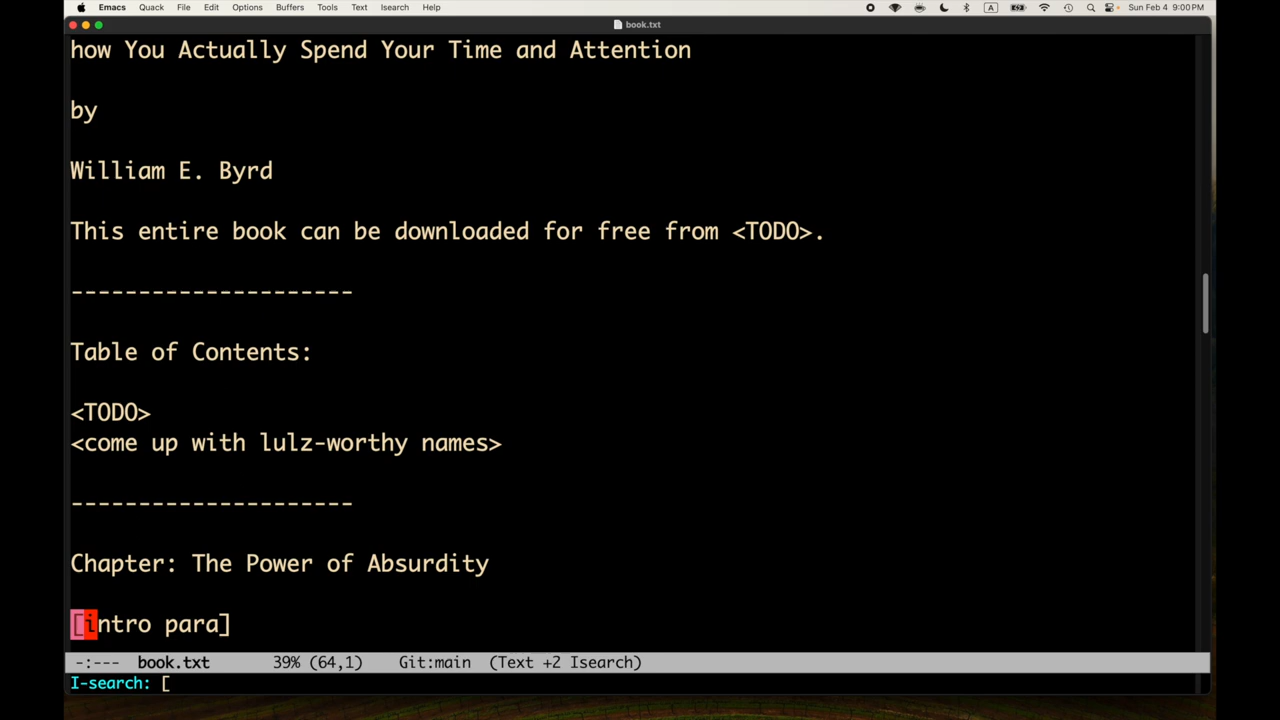 Emacs Quack File Edit Options Buffers Tools Text Isearch Help A Sun Feb 4 9:00 PM
book.txt
how You Actually Spend Your Time and Attention
by
William E. Byrd
This entire book can be downloaded for free from <TODO>.
---------------------
Table of Contents:
<TODO>
<come up with lulz-worthy names>
---------------------
Chapter: The Power of Absurdity
[intro para]
-:--- book.txt 39% (64,1) Git:main (Text +2 Isearch)
I-search: [